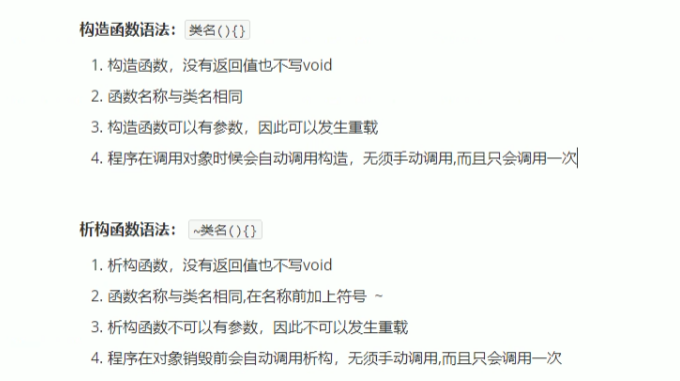 构造函数语法：类名(){}
1. 构造函数，没有返回值也不写void
2. 函数名称与类名相同
3. 构造函数可以有参数，因此可以发生重载
4. 程序在调用对象时候会自动调用构造，无须手动调用,而且只会调用一次
析构函数语法：~类名(){}
1. 析构函数，没有返回值也不写void
2. 函数名称与类名相同,在名称前加上符号 ~
3. 析构函数不可以有参数，因此不可以发生重载
4. 程序在对象销毁前会自动调用析构，无须手动调用,而且只会调用一次